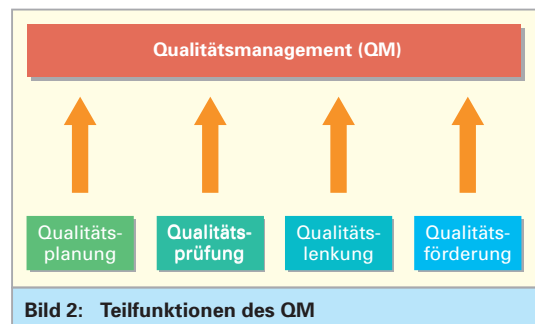 Qualitätsmanagement (QM)
Qualitäts-
planung
Qualitäts-
prüfung
Qualitäts-
lenkung
Qualitäts-
förderung
Bild 2: Teilfunktionen des QM